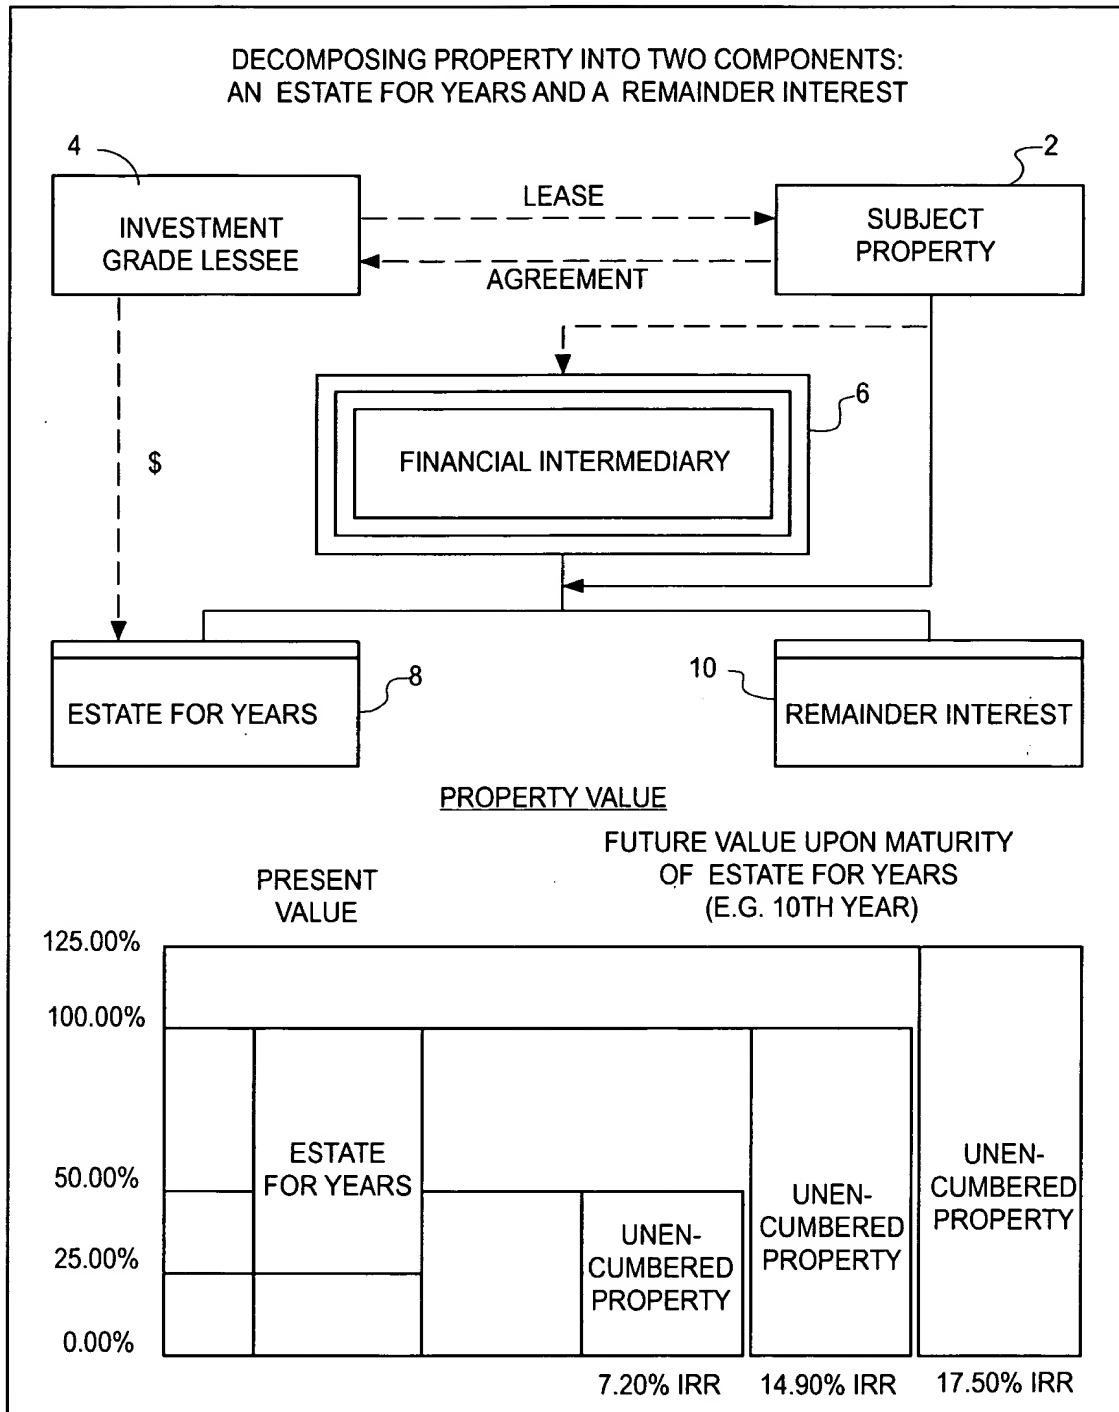 DECOMPOSING PROPERTY INTO TWO COMPONENTS:
AN ESTATE FOR YEARS AND A REMAINDER INTEREST
4
2
INVESTMENT
GRADE LESSEE
LEASE
AGREEMENT
SUBJECT
PROPERTY
6
FINANCIAL INTERMEDIARY
$
8
ESTATE FOR YEARS
10
REMAINDER INTEREST
PROPERTY VALUE
PRESENT
VALUE
FUTURE VALUE UPON MATURITY
OF ESTATE FOR YEARS
(E.G. 10TH YEAR)
125.00%
100.00%
50.00%
25.00%
0.00%
ESTATE
FOR YEARS
UNEN-
CUMBERED
PROPERTY
UNEN-
CUMBERED
PROPERTY
UNEN-
CUMBERED
PROPERTY
7.20% IRR
14.90% IRR
17.50% IRR